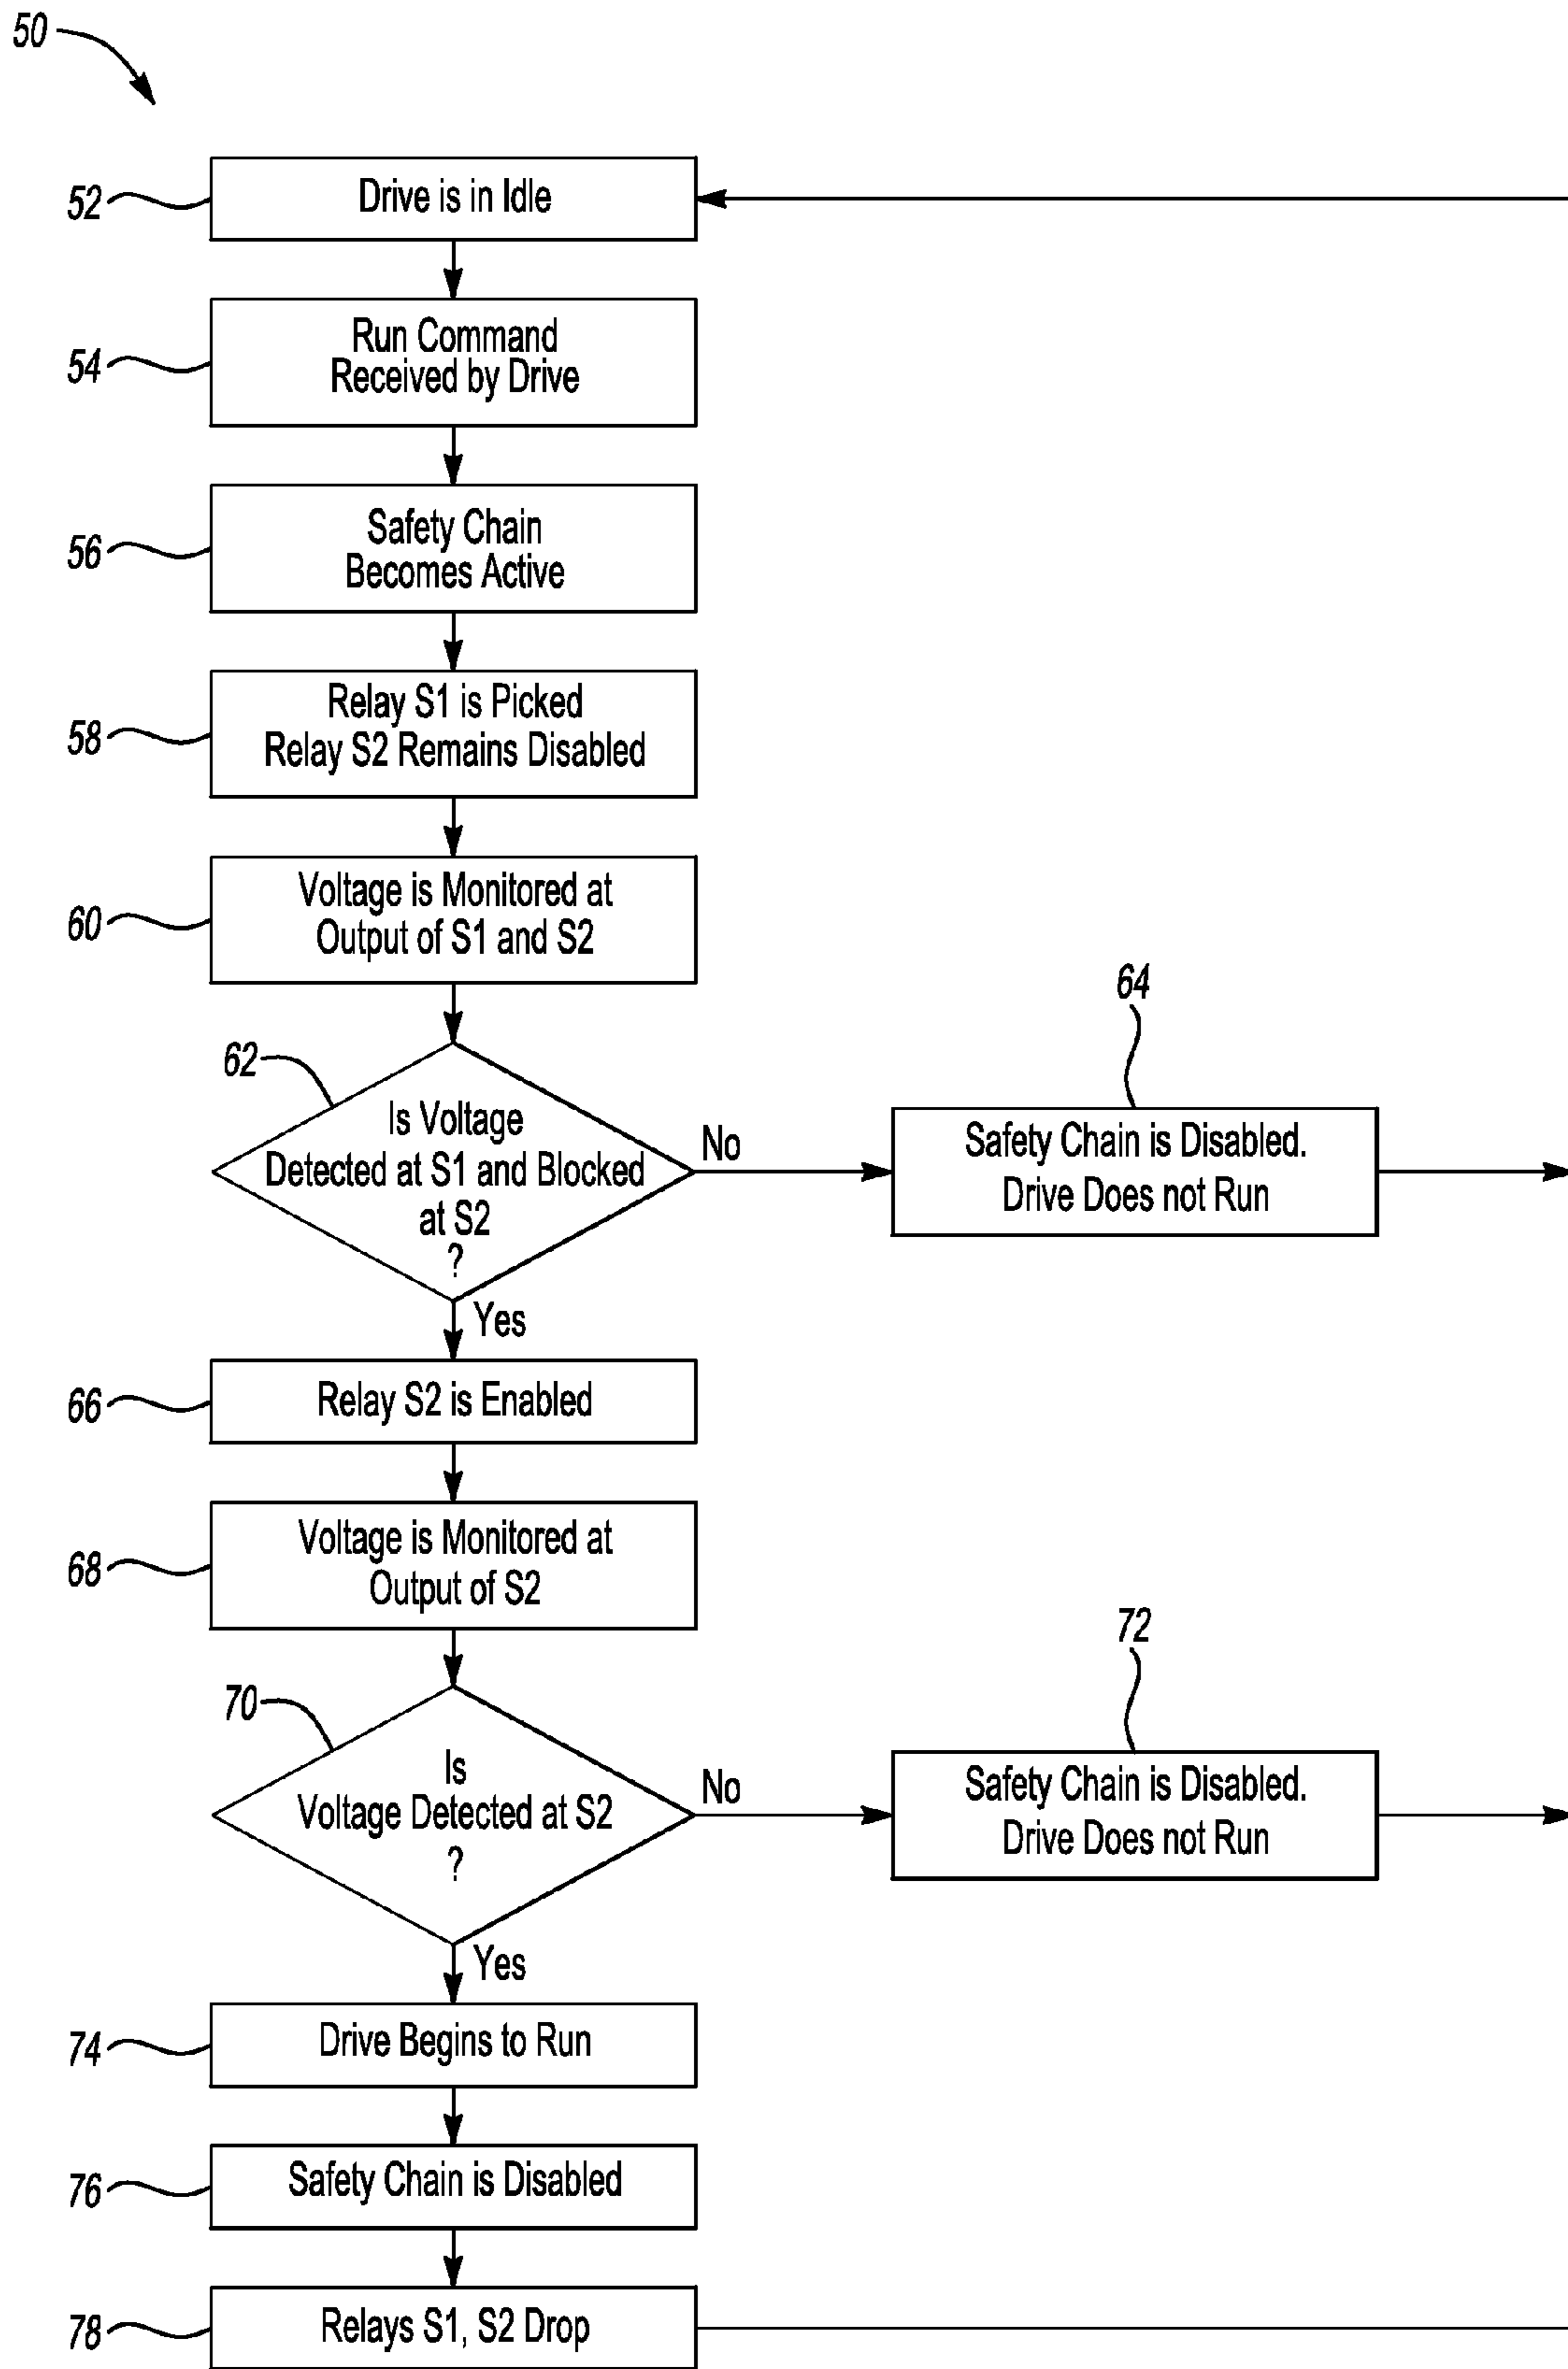 50
52
Drive is in Idle
54
Run Command
Received by Drive
56
Safety Chain
Becomes Active
58
Relay S1 is Picked
Relay S2 Remains Disabled
60
Voltage is Monitored at
Output of S1 and S2
62
Is Voltage
Detected at S1 and Blocked
at S2
?
No
64
Safety Chain is Disabled.
Drive Does not Run
Yes
66
Relay S2 is Enabled
68
Voltage is Monitored at
Output of S2
70
Is
Voltage Detected at S2
?
No
72
Safety Chain is Disabled.
Drive Does not Run
Yes
74
Drive Begins to Run
76
Safety Chain is Disabled
78
Relays S1, S2 Drop